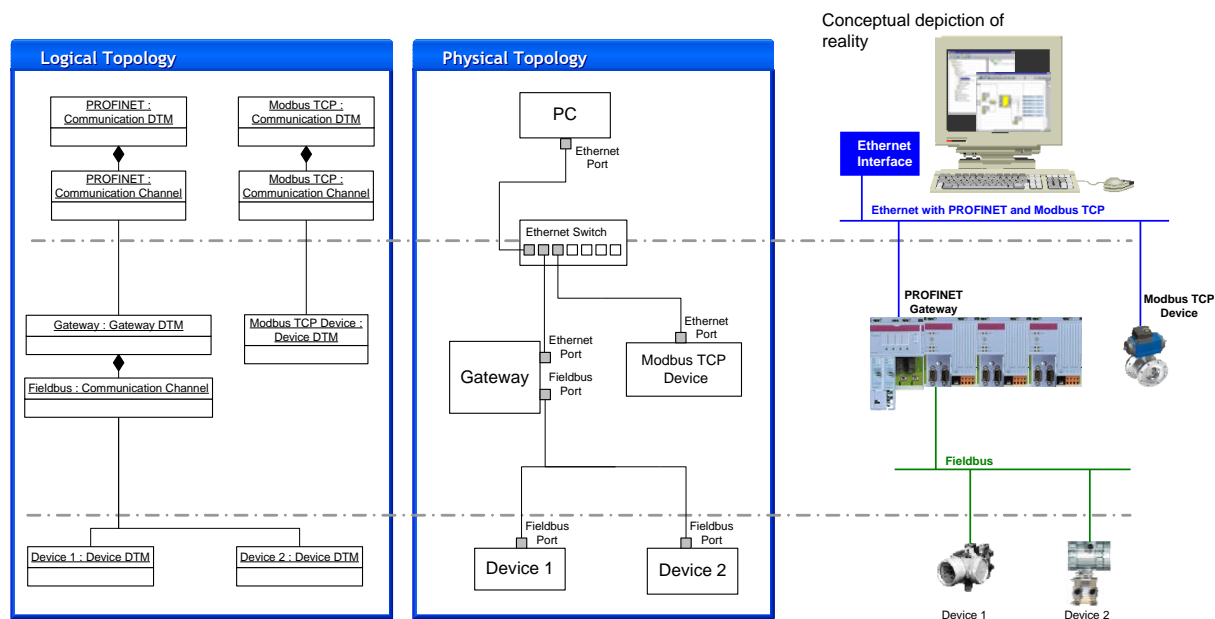 Logical Topology
PROFINET :
Communication DTM
Modbus TCP :
Communication DTM
PROFINET :
Communication Channel
Modbus TCP :
Communication Channel
Gateway : Gateway DTM
Modbus TCP Device :
Device DTM
Fieldbus : Communication Channel
Device 1 : Device DTM
Device 2 : Device DTM
Physical Topology
PC
Ethernet
Port
Ethernet Switch
Ethernet
Port
Ethernet
Port
Gateway
Fieldbus
Port
Modbus TCP
Device
Fieldbus
Port
Fieldbus
Port
Device 1
Device 2
Conceptual depiction of
reality
Ethernet
Interface
Ethernet with PROFINET and Modbus TCP
PROFINET
Gateway
Modbus TCP
Device
Fieldbus
Device 1
Device 2